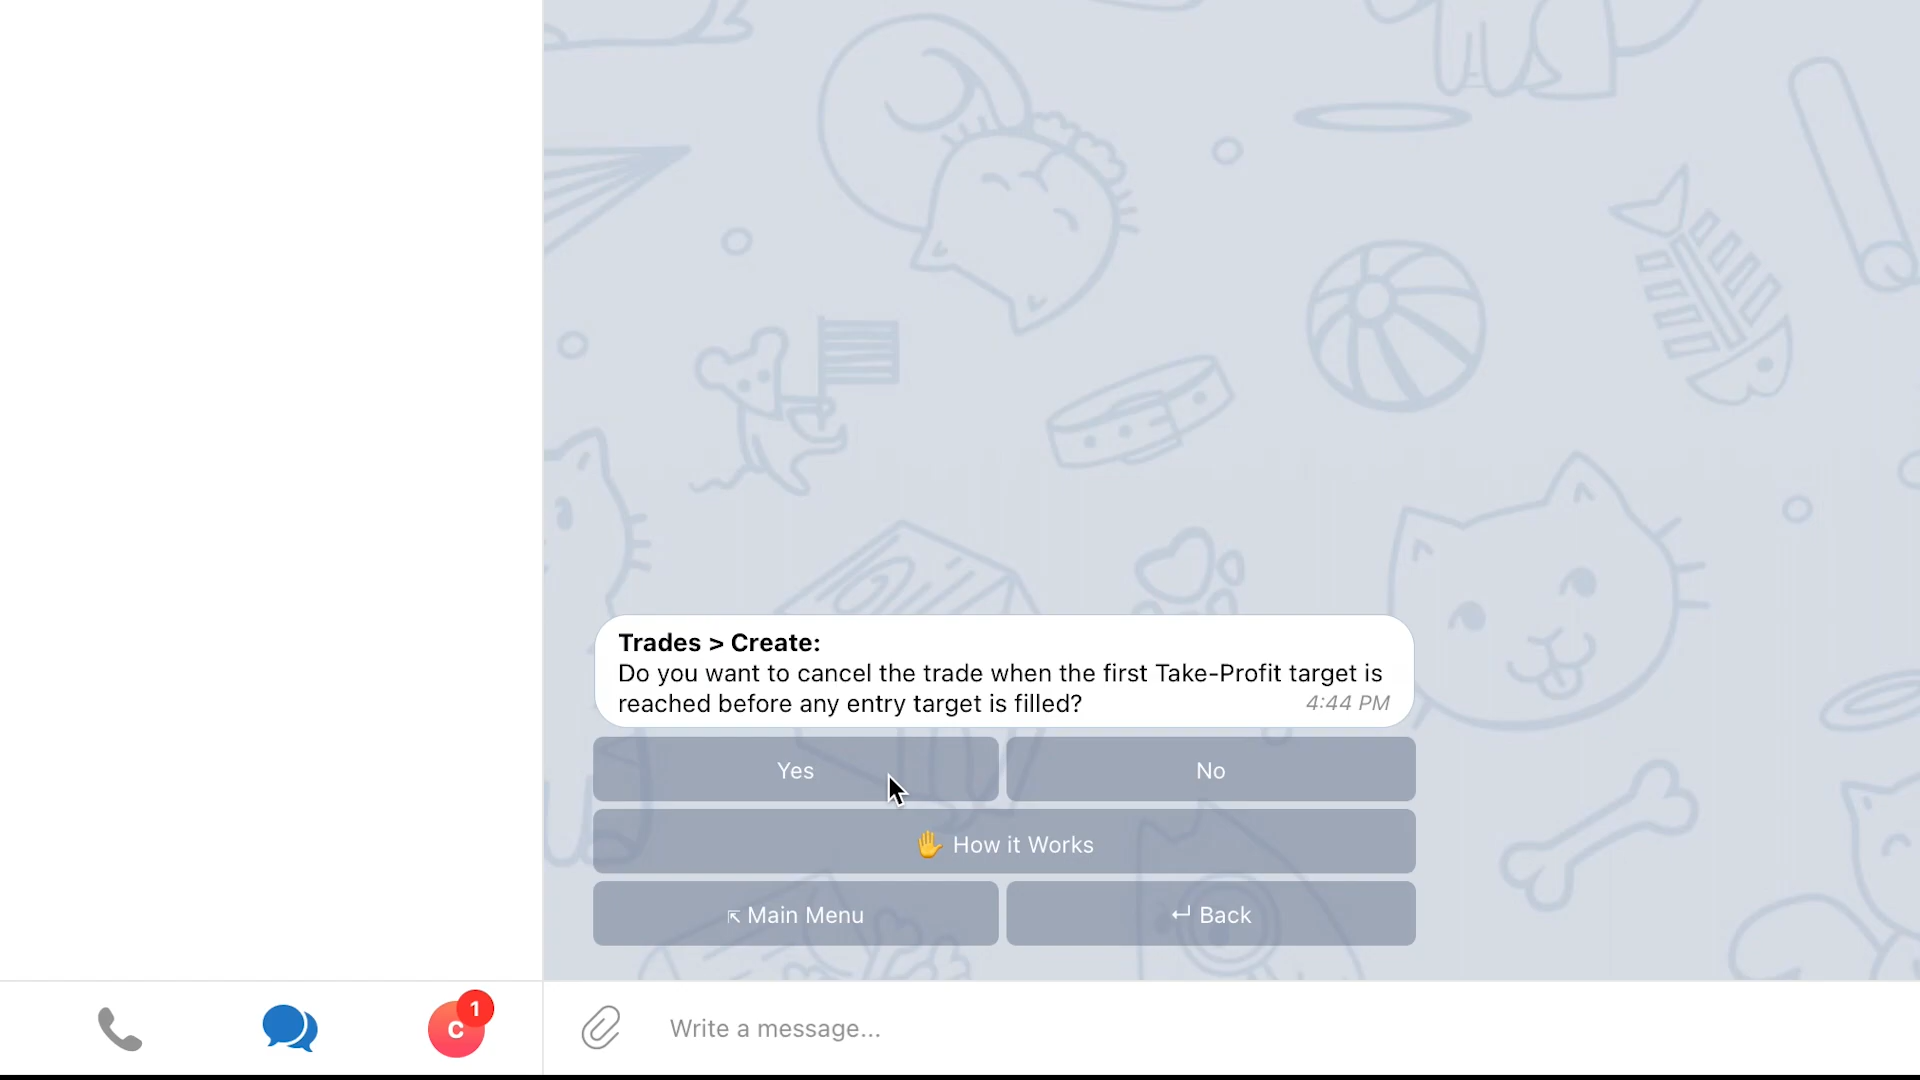 Trades > Create:
Do you want to cancel the trade when the first Take-Profit target is
reached before any entry target is filled?
4:44 PM
Yes
No
✋ How it Works
⇱ Main Menu
↵ Back
1
C
Write a message...